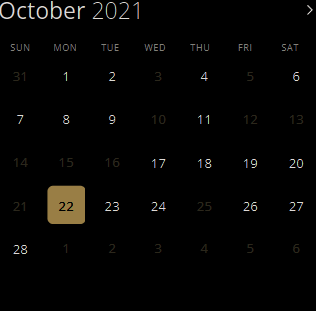 October 2021
SUN MON TUE WED THU FRI SAT
31 1 2 3 4 5 6
7 8 9 10 11 12 13
14 15 16 17 18 19 20
21 22 23 24 25 26 27
28 1 2 3 4 5 6